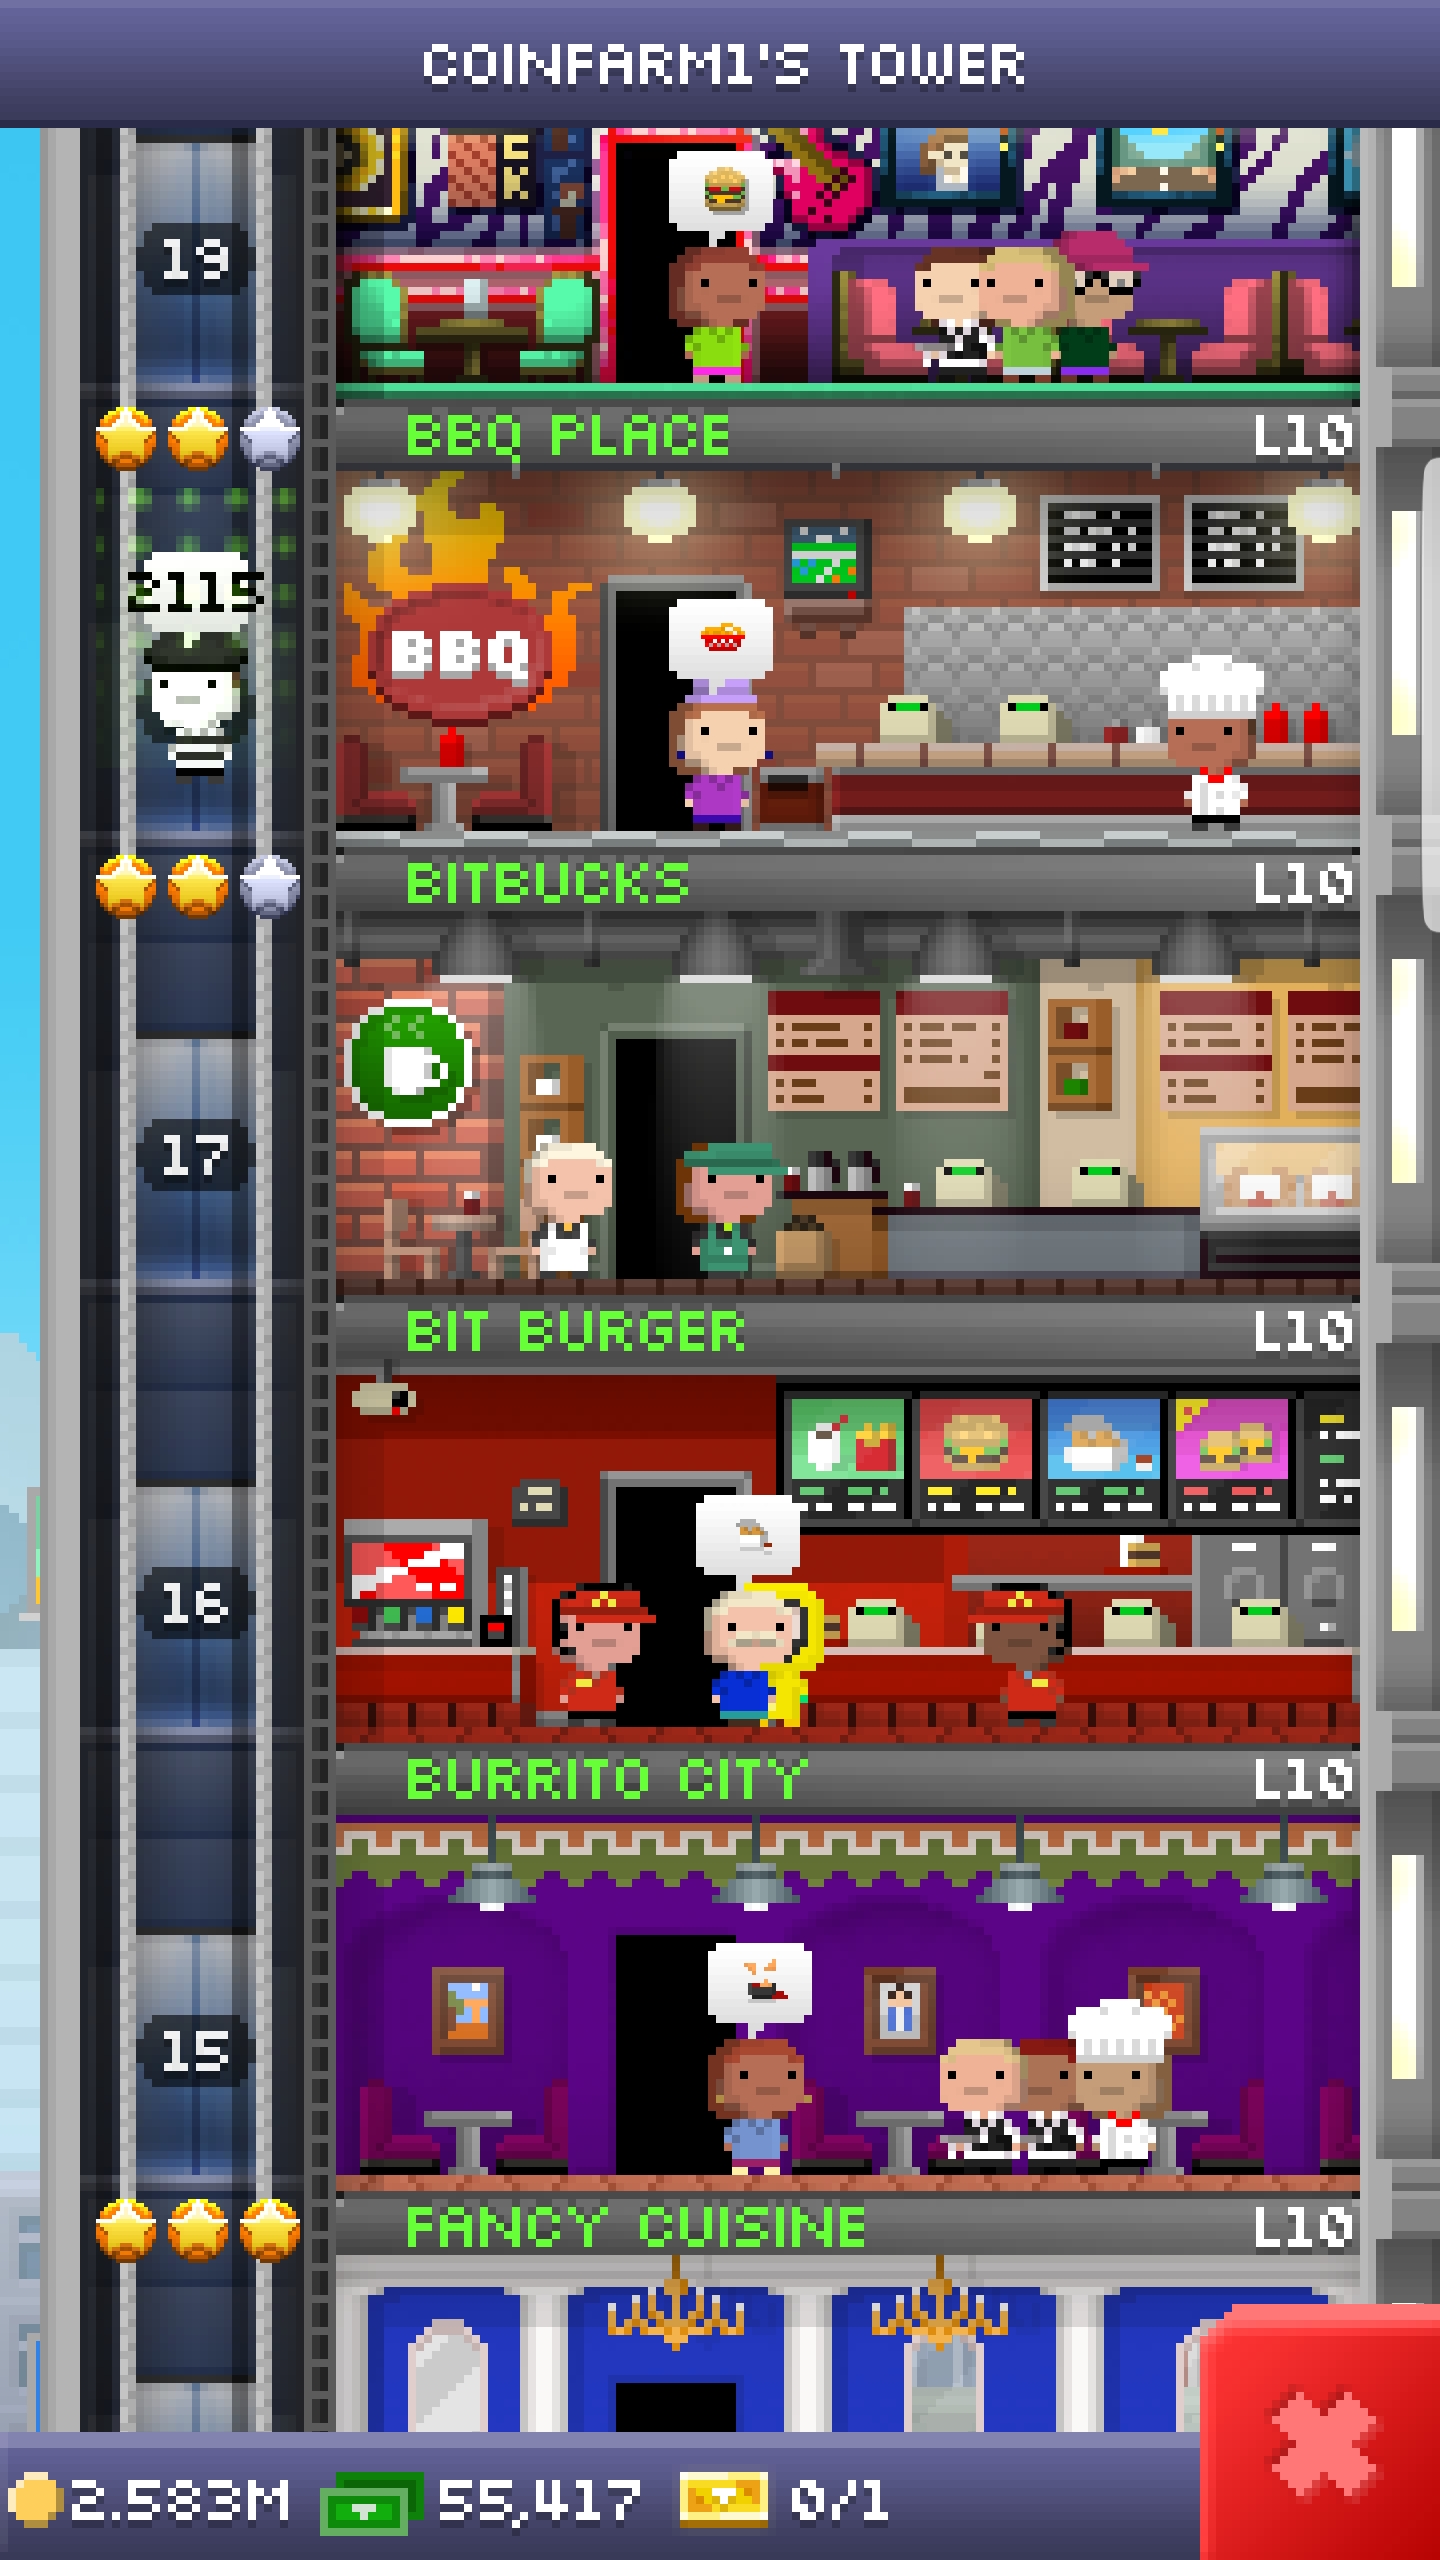 COINFARM1'S TOWER
19
BBQ PLACE L10
2115
BBQ
BITBUCKS L10
17
BIT BURGER L10
16
BURRITO CITY L10
15
FANCY CUISINE L10
2.583M 55,417 0/1